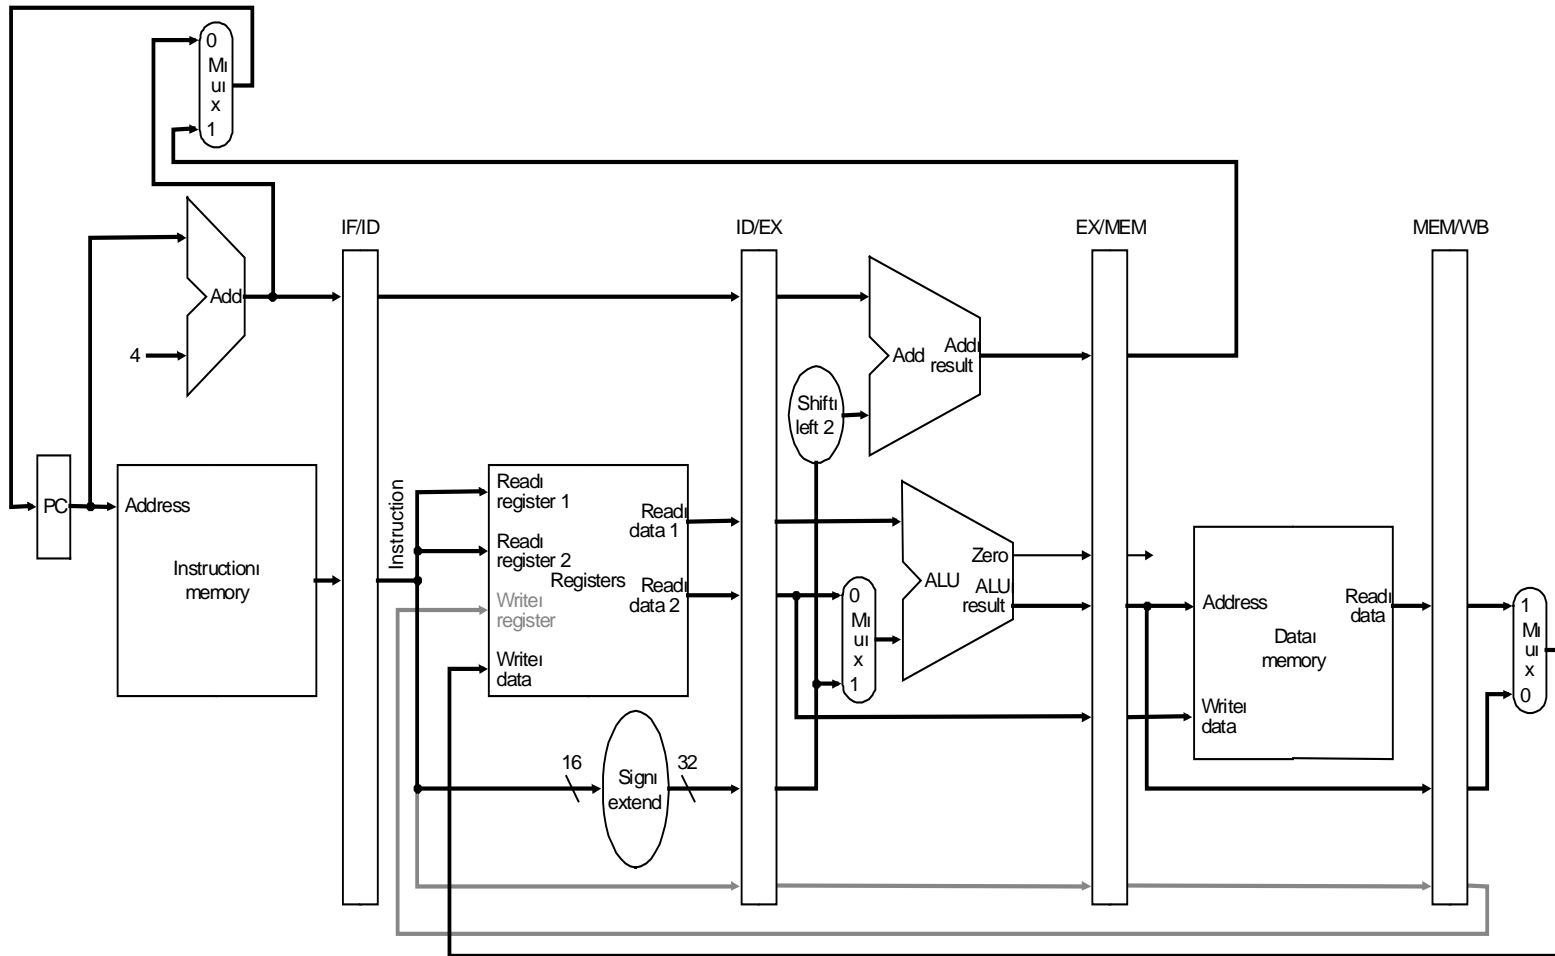 0
M
u
x
1
IF/ID
ID/EX
EX/MEM
MEM/WB
Add
4
Add
Add
result
Shift
left 2
PC
Address
Instruction
memory
Instruction
Read
register 1
Read
register 2
Write
register
Write
data
Registers
Read
data 1
Read
data 2
Zero
ALU
ALU
result
0
M
u
x
1
Address
Read
data
Data
memory
Write
data
1
M
u
x
0
16
Sign
extend
32